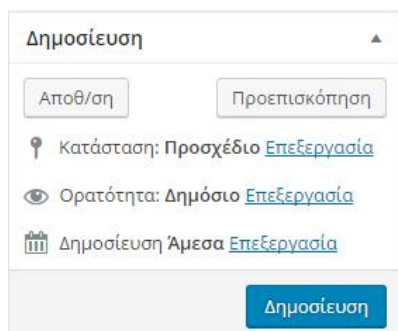 Δημοσίευση
Αποθ/ση Προεπισκόπηση
Κατάσταση: Προσχέδιο Επεξεργασία
Ορατότητα: Δημόσιο Επεξεργασία
Δημοσίευση Άμεσα Επεξεργασία
Δημοσίευση